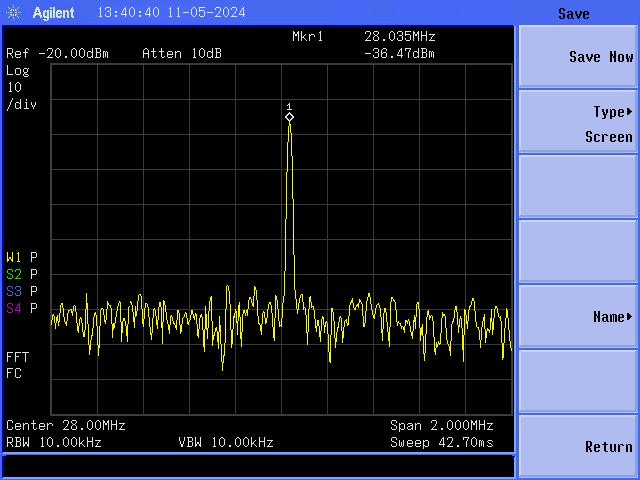 Agilent 13:40:40 11-05-2024 Save
Mkr1 28.035MHz
Ref -20.00dBm Atten 10dB -36.47dBm
Log
10
/div
1
W1 P
S2 P
S3 P
S4 P
FFT
FC
Center 28.00MHz Span 2.000MHz
RBW 10.00kHz VBW 10.00kHz Sweep 42.70ms
Save Now
Type
Screen
Name
Return